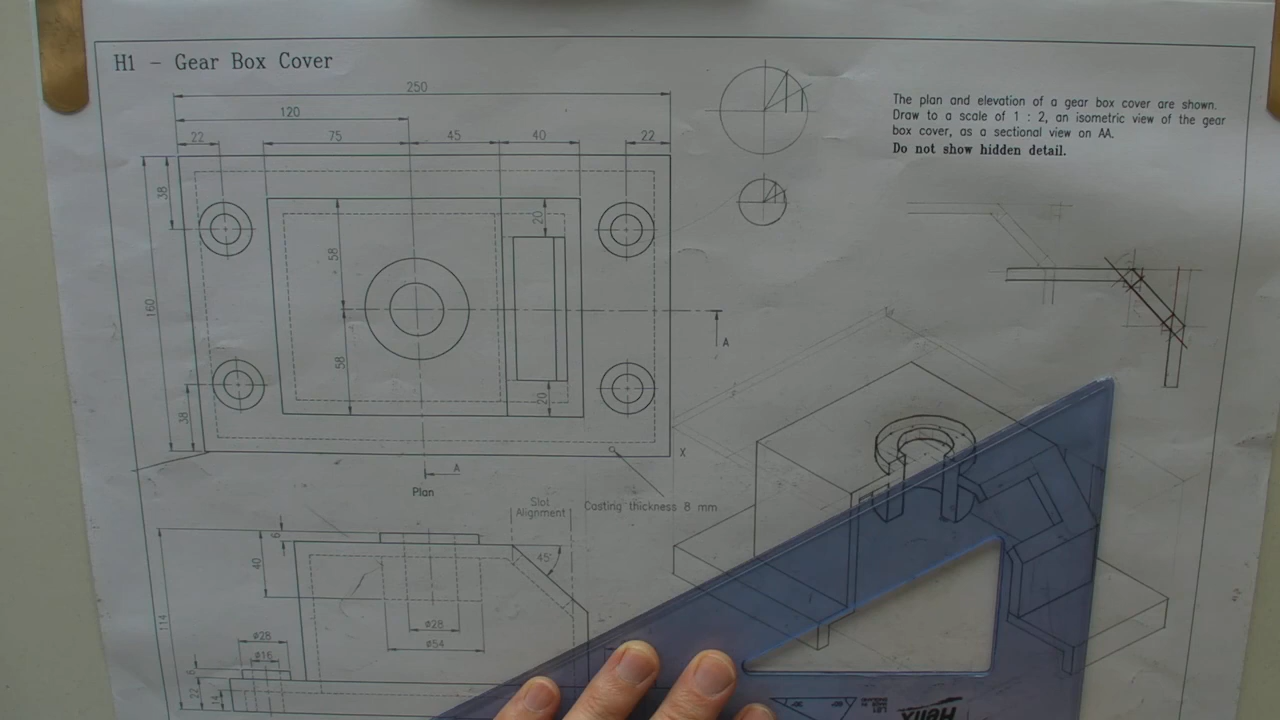 H1 - Gear Box Cover
250
120
22
75
45
40
22
The plan and elevation of a gear box cover are shown.
Draw to a scale of 1 : 2, an isometric view of the gear
box cover, as a sectional view on AA.
Do not show hidden detail.
38
20
58
160
A
58
38
20
X
A
Plan
Slot
Alignment
Casting thickness 8 mm
6
40
45°
114
ø28
ø54
ø28
ø16
22
14
Helix